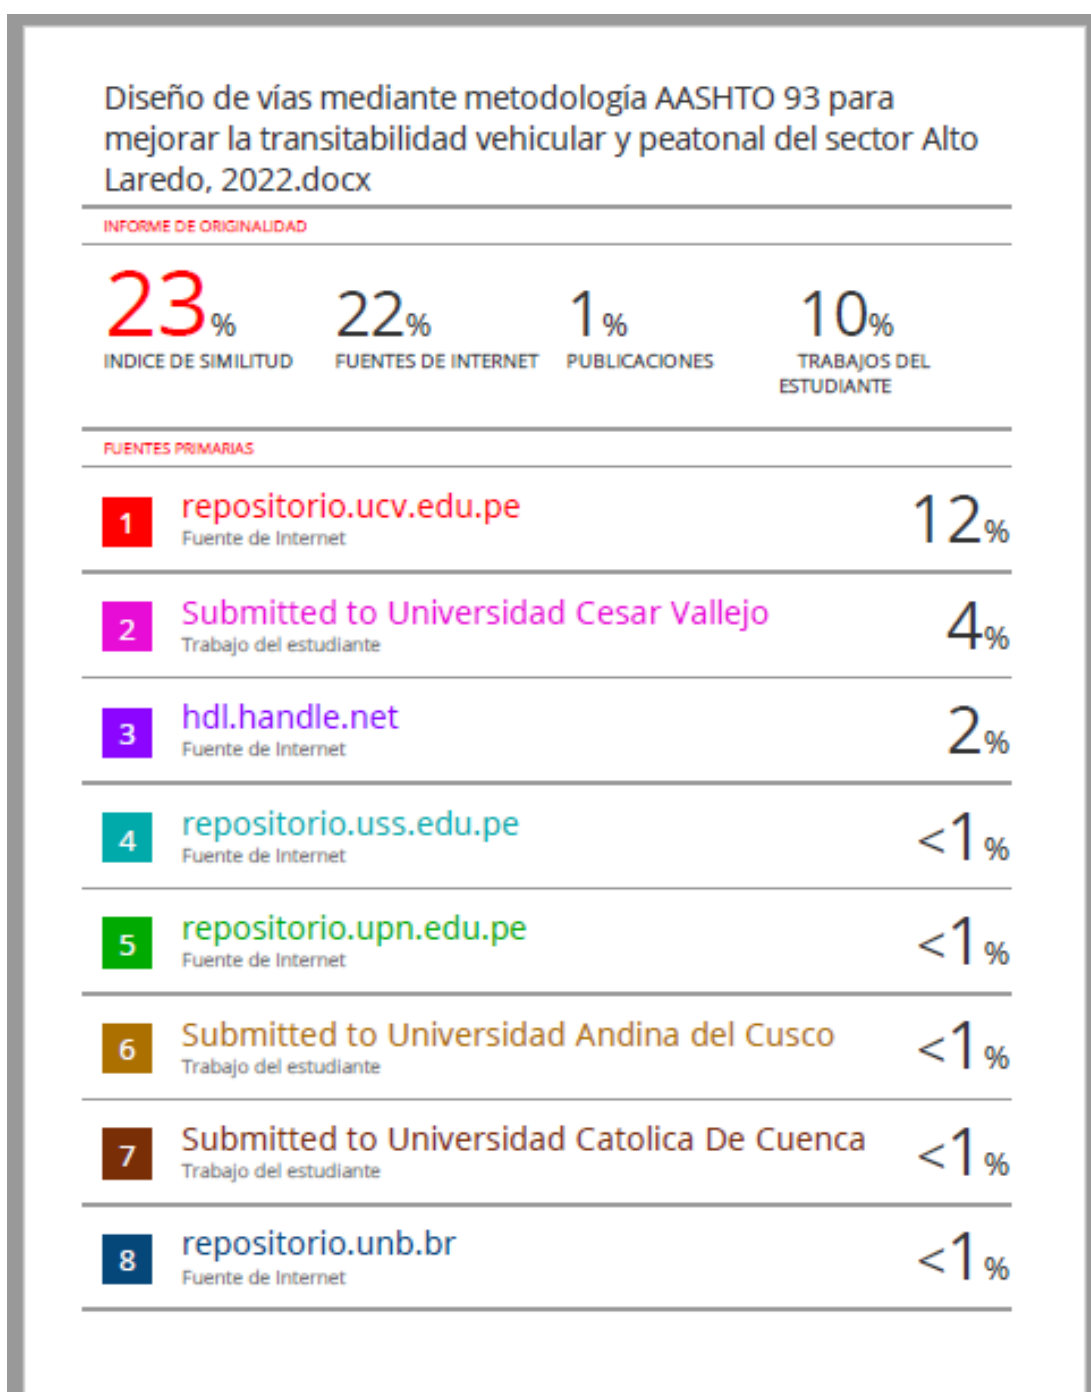 Diseño de vías mediante metodología AASHTO 93 para
mejorar la transitabilidad vehicular y peatonal del sector Alto
Laredo, 2022.docx
INFORME DE ORIGINALIDAD
23% 22% 1% 10%
INDICE DE SIMILITUD FUENTES DE INTERNET PUBLICACIONES TRABAJOS DEL
ESTUDIANTE
FUENTES PRIMARIAS
1 repositorio.ucv.edu.pe 12%
Fuente de Internet
2 Submitted to Universidad Cesar Vallejo 4%
Trabajo del estudiante
3 hdl.handle.net 2%
Fuente de Internet
4 repositorio.uss.edu.pe <1%
Fuente de Internet
5 repositorio.upn.edu.pe <1%
Fuente de Internet
6 Submitted to Universidad Andina del Cusco <1%
Trabajo del estudiante
7 Submitted to Universidad Catolica De Cuenca <1%
Trabajo del estudiante
8 repositorio.unb.br <1%
Fuente de Internet